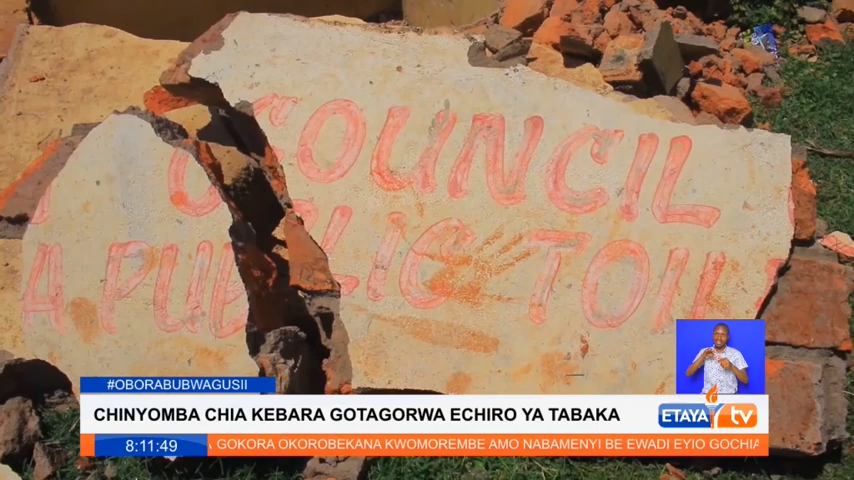 COUNCIL
A PUBLIC TOIL
#OBORABUBWAGUSII
CHINYOMBA CHIA KEBARA GOTAGORWA ECHIRO YA TABAKA
ETAYA tv
8:11:49
GOKORA OKOROBEKANA KWOMOREMBE AMO NABAMENYI BE EWADI EYIO GOCHIA